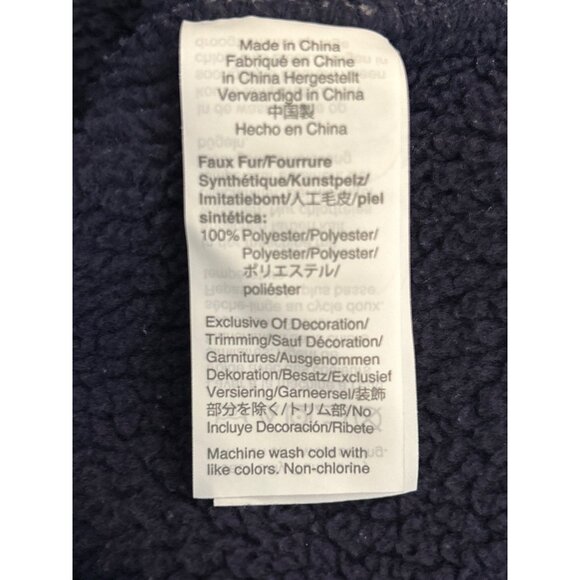 Made in China
Fabriqué en Chine
in China Hergestellt
Vervaardigd in China
中国製
Hecho en China
Faux Fur/Fourrure
Synthétique/Kunstpelz/
Imitatiebont/人工毛皮/piel
sintética:
100% Polyester/Polyester/
Polyester/Polyester/
ポリエステル/
poliéster
Exclusive Of Decoration/
Trimming/Sauf Décoration/
Garnitures/Ausgenommen
Dekoration/Besatz/Exclusief
Versiering/Garneersel/装飾
部分を除く/トリム部/No
Incluye Decoración/Ribete
Machine wash cold with
like colors. Non-chlorine